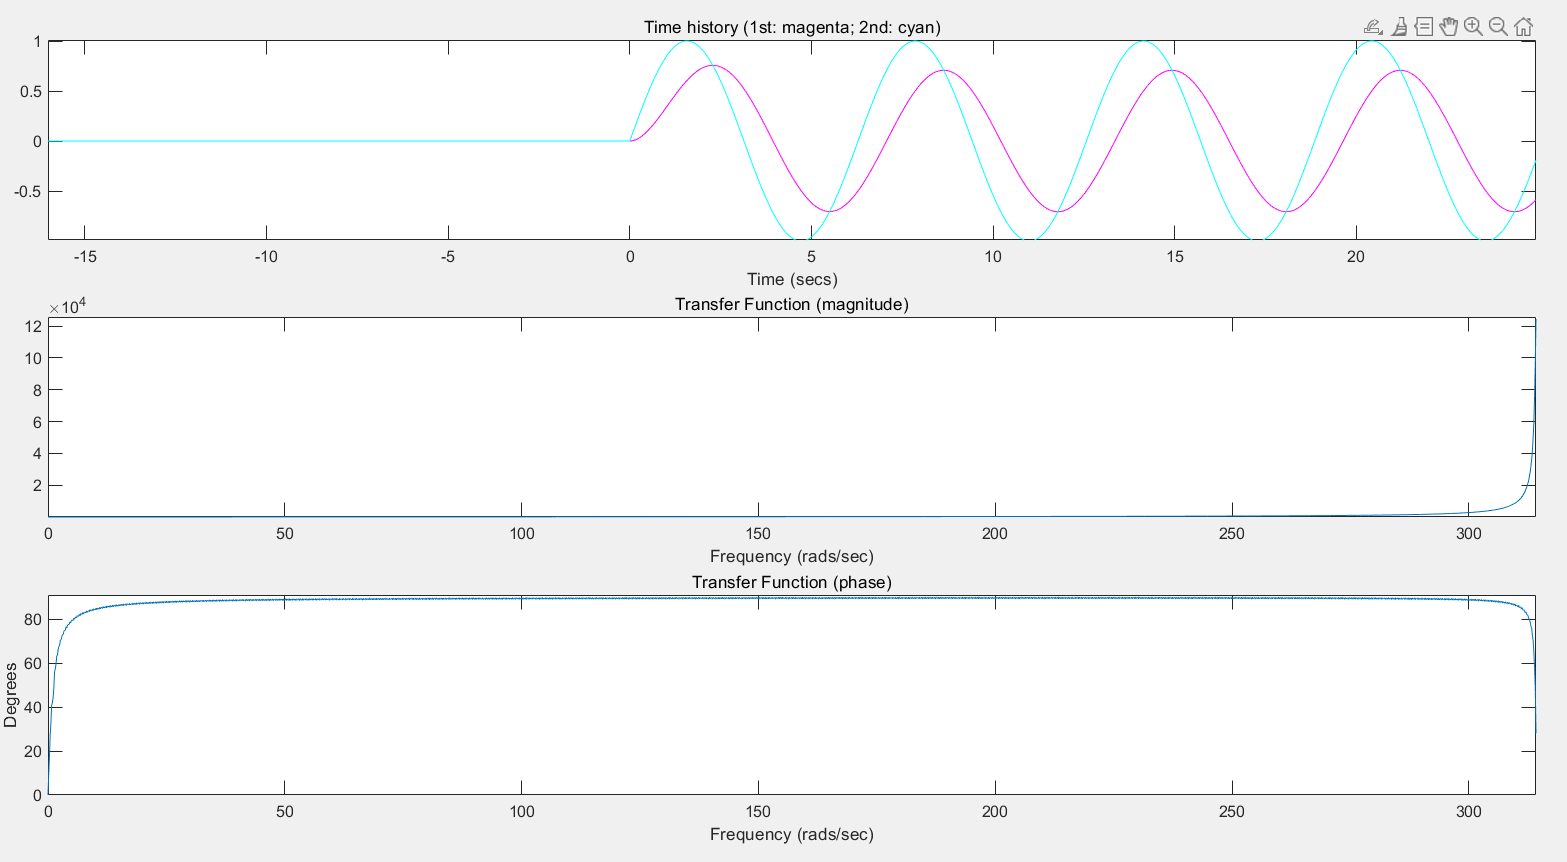 Time history (1st: magenta; 2nd: cyan)
1
0.5
0
-0.5
-15 -10 -5 0 5 10 15 20
Time (secs)
×10^4
Transfer Function (magnitude)
12
10
8
6
4
2
0 50 100 150 200 250 300
Frequency (rads/sec)
Transfer Function (phase)
80
60
40
20
0
Degrees
0 50 100 150 200 250 300
Frequency (rads/sec)